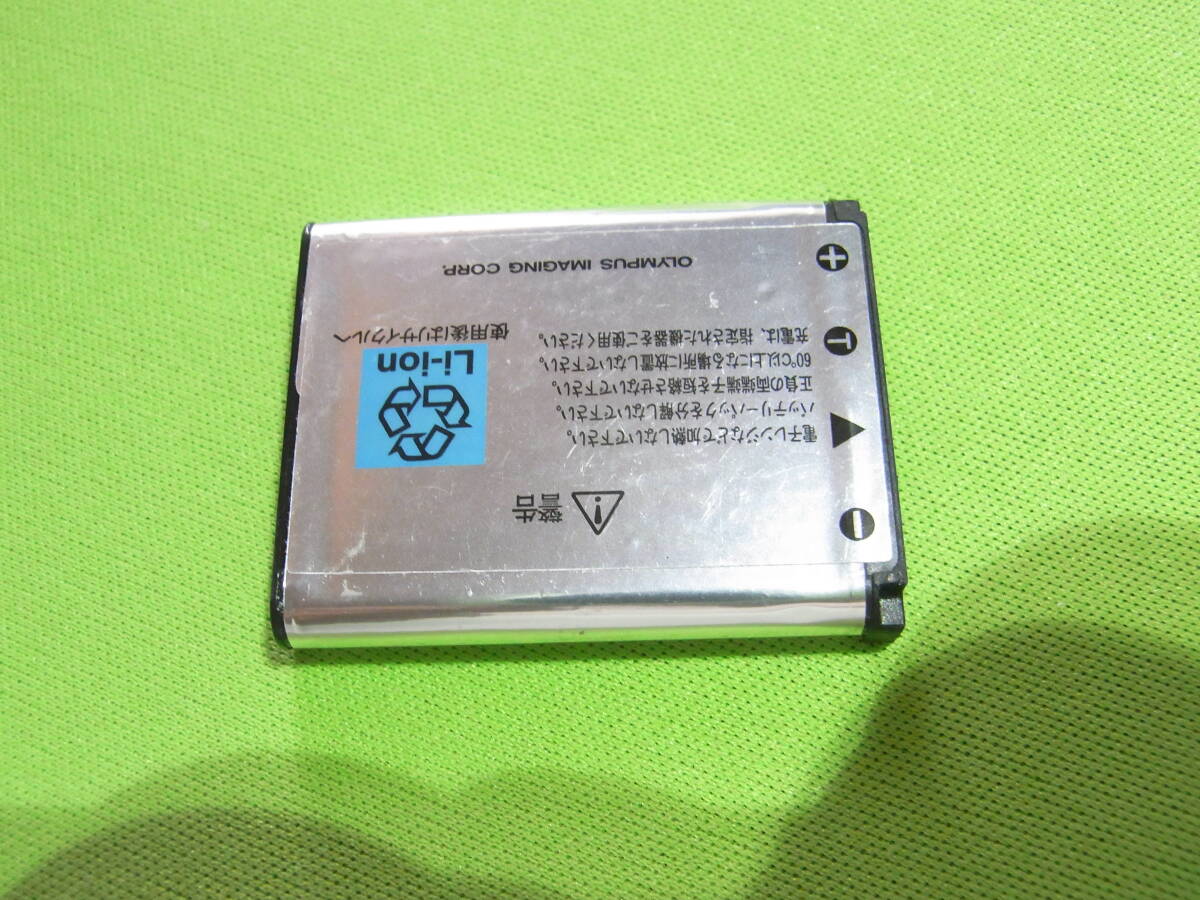 警告
電子レンジなどで加熱しないで下さい。
バッテリーパックを分解しないで下さい。
正負の両端端子を短絡させないで下さい。
60℃以上になる場所に放置しないで下さい。
充電は、指定された機器をご使用ください。
Li-ion
使用後はリサイクルへ
OLYMPUS IMAGING CORP.
T